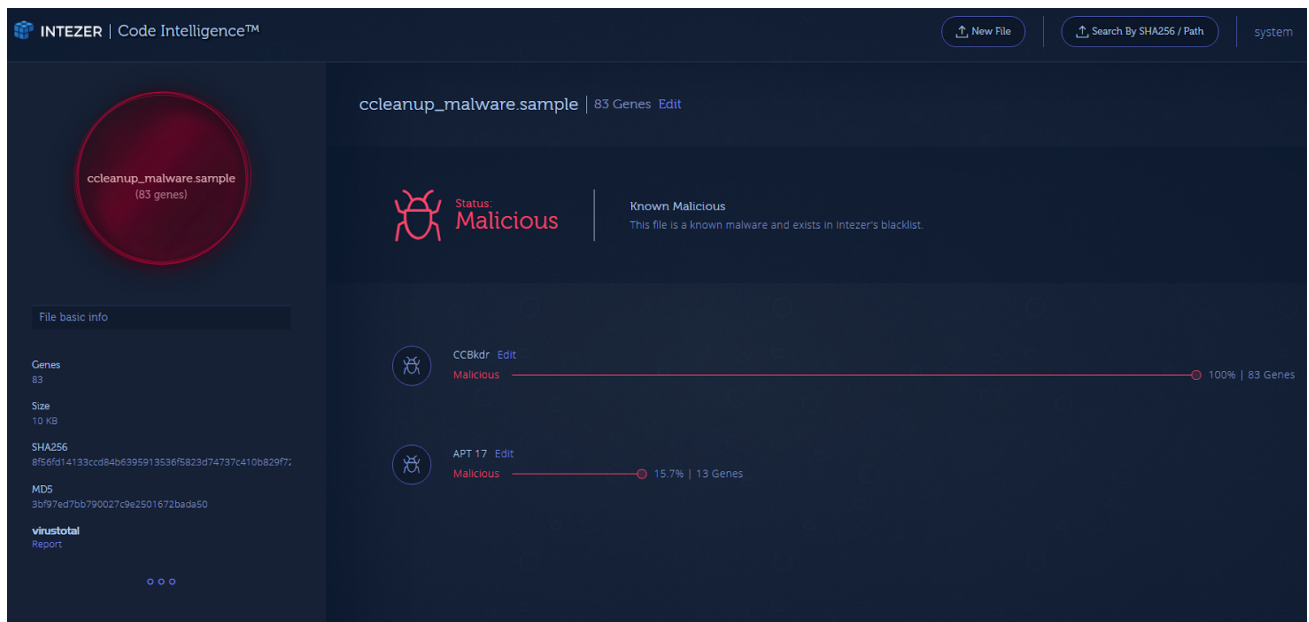 INTEZER | Code Intelligence™
New File
Search By SHA256 / Path
system
ccleanup_malware.sample
(83 genes)
File basic info
Genes
83
Size
10 KB
SHA256
8f56fd14133ccd84b6395913536f5823d74737c410b829f72
MD5
3bf97ed7bb790027c9e2501672bada50
virustotal
Report
ccleanup_malware.sample | 83 Genes Edit
Status:
Malicious
Known Malicious
This file is a known malware and exists in Intezer's blacklist.
CCBkdr Edit
Malicious 100% | 83 Genes
APT 17 Edit
Malicious 15.7% | 13 Genes